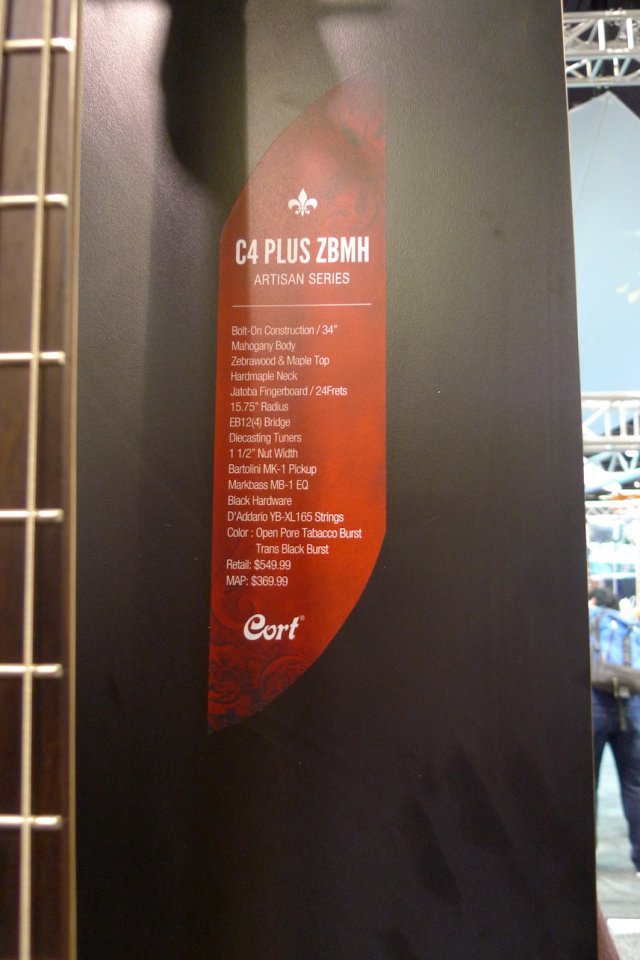 C4 PLUS ZBMH
ARTISAN SERIES
Bolt-On Construction / 34"
Mahogany Body
Zebrawood & Maple Top
Hardmaple Neck
Jatoba Fingerboard / 24Frets
15.75" Radius
EB12(4) Bridge
Diecasting Tuners
1 1/2" Nut Width
Bartolini MK-1 Pickup
Markbass MB-1 EQ
Black Hardware
D'Addario YB-XL165 Strings
Color : Open Pore Tabacco Burst
Trans Black Burst
Retail: $549.99
MAP: $369.99
Cort®